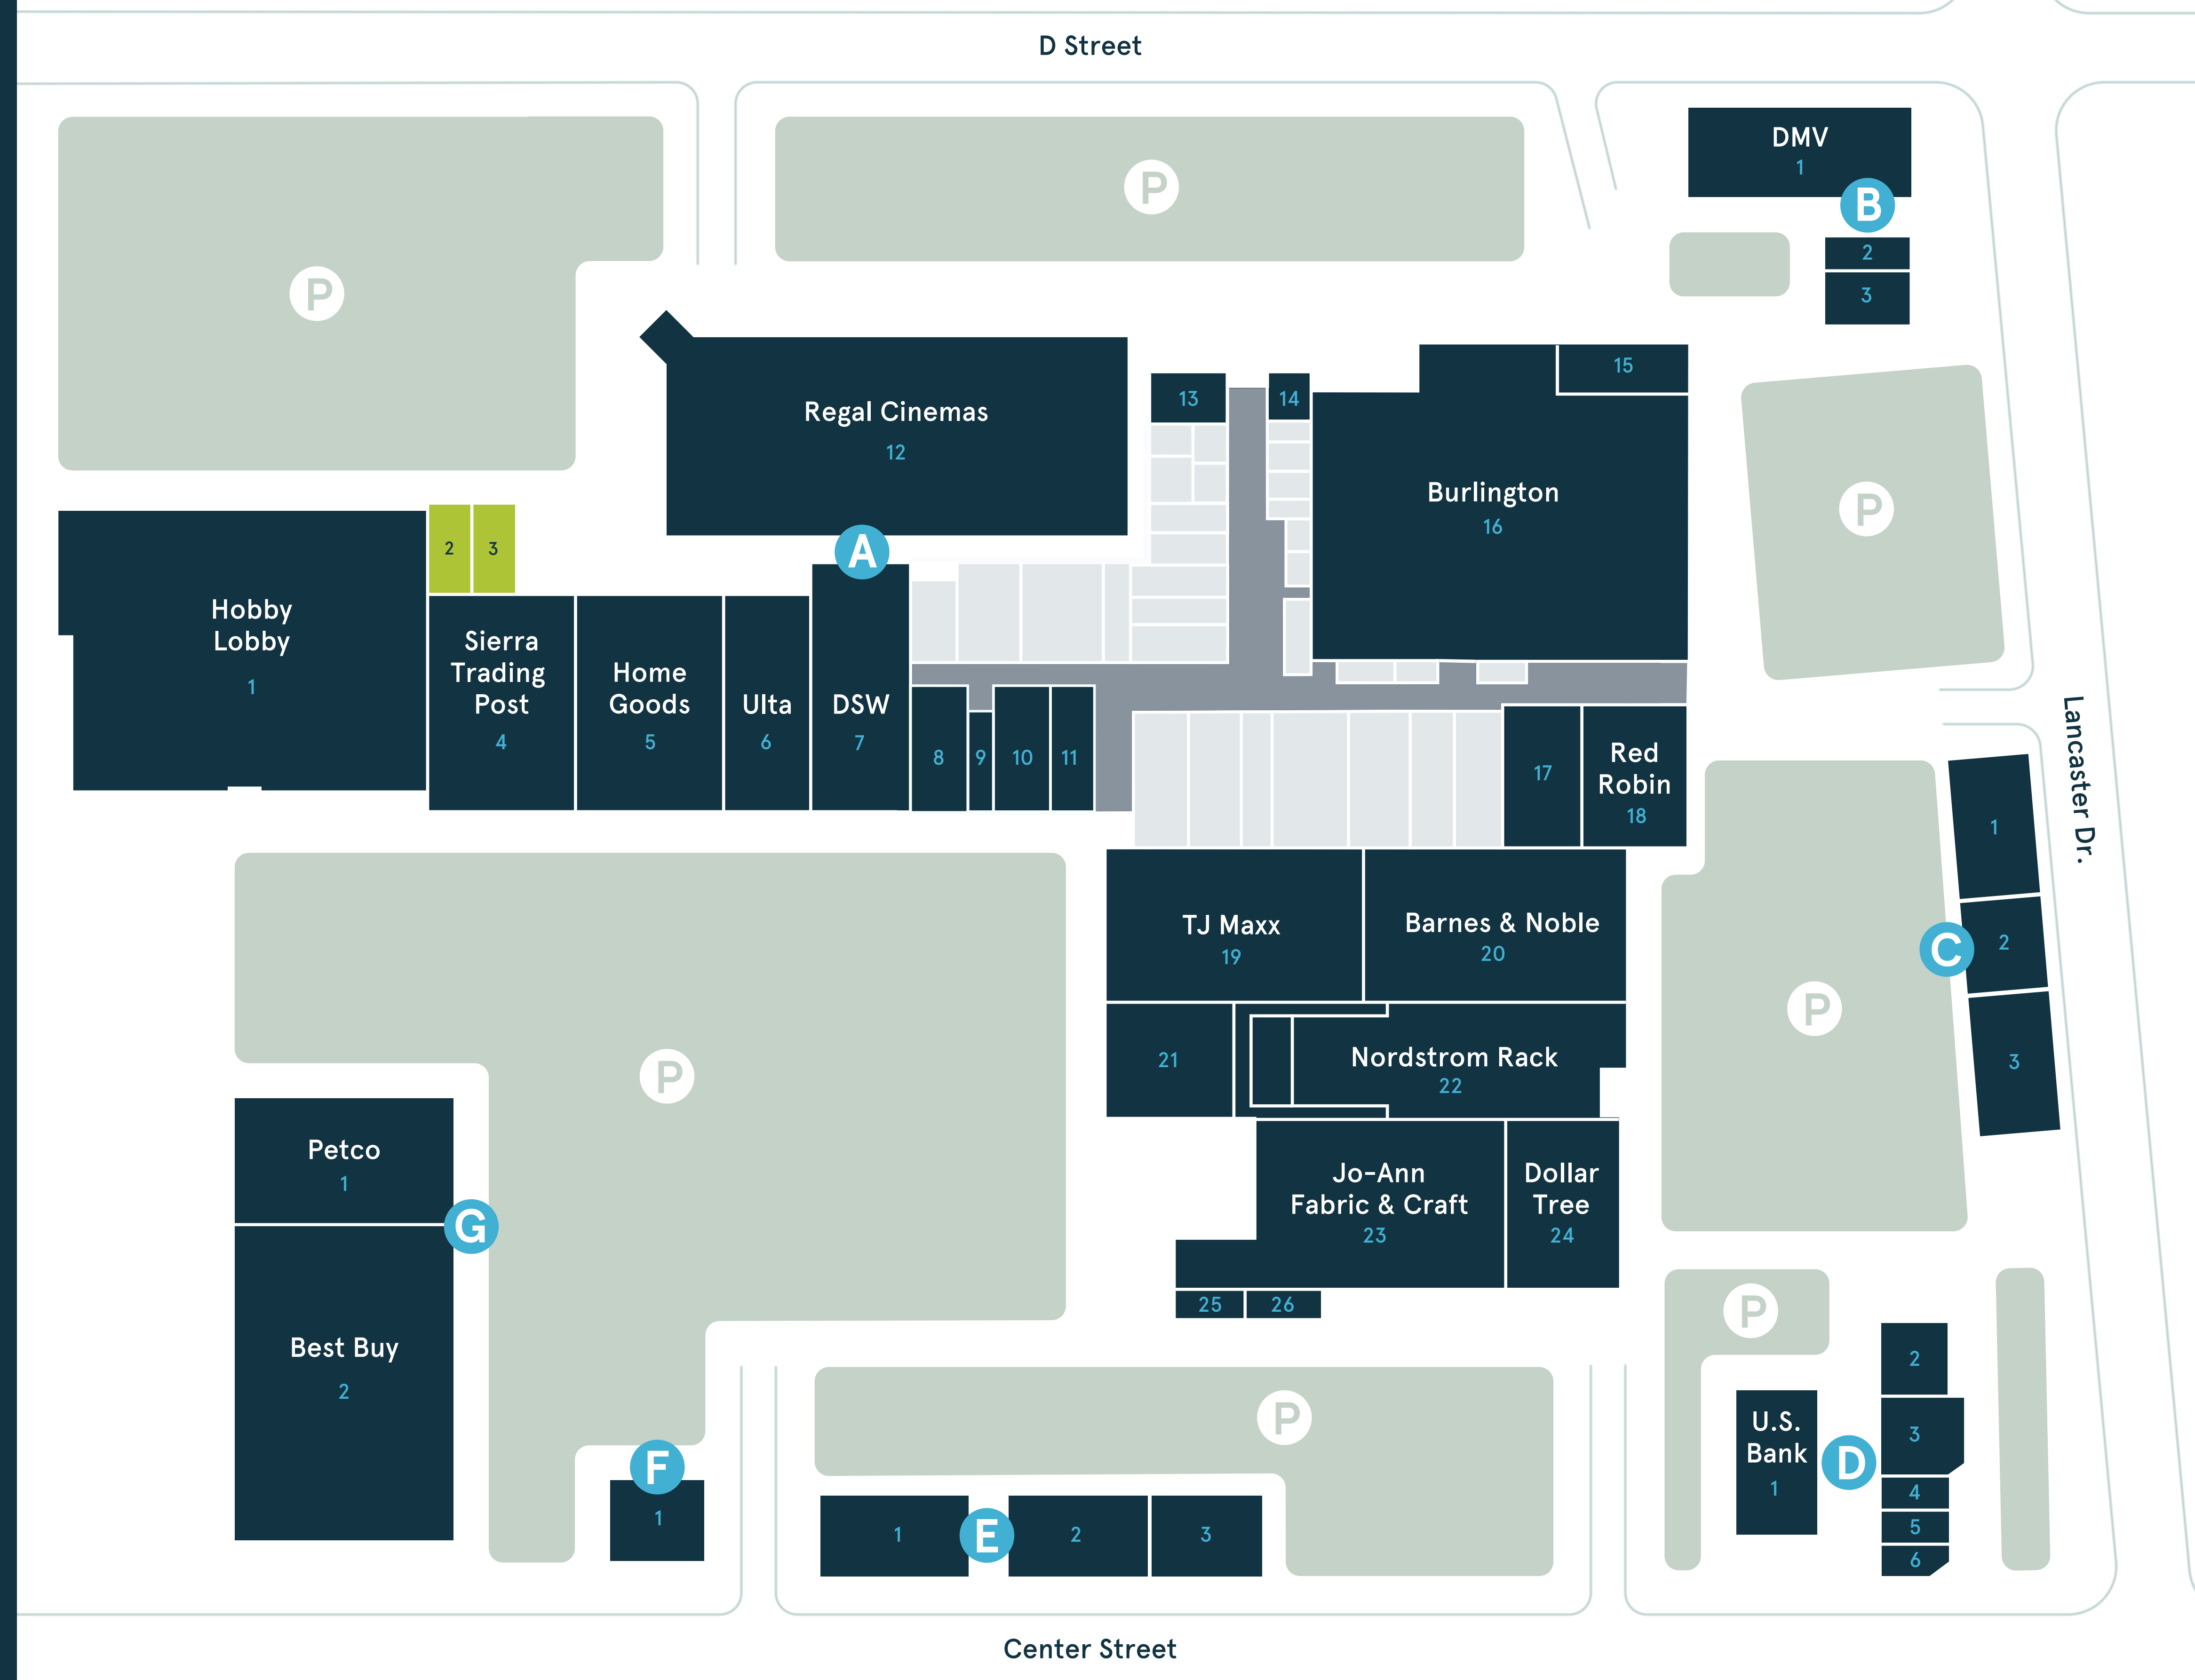 D Street
P
P
DMV
1
B
2
3
Regal Cinemas
12
A
13
14
15
Burlington
16
P
2
3
Hobby
Lobby
1
Sierra
Trading
Post
4
Home
Goods
5
Ulta
6
DSW
7
8
9
10
11
17
Red
Robin
18
Lancaster Dr.
1
C
2
3
P
TJ Maxx
19
Barnes & Noble
20
21
Nordstrom Rack
22
Jo-Ann
Fabric & Craft
23
Dollar
Tree
24
25
26
P
Petco
1
G
Best Buy
2
F
1
P
1
E
2
3
P
U.S.
Bank
1
D
2
3
4
5
6
Center Street